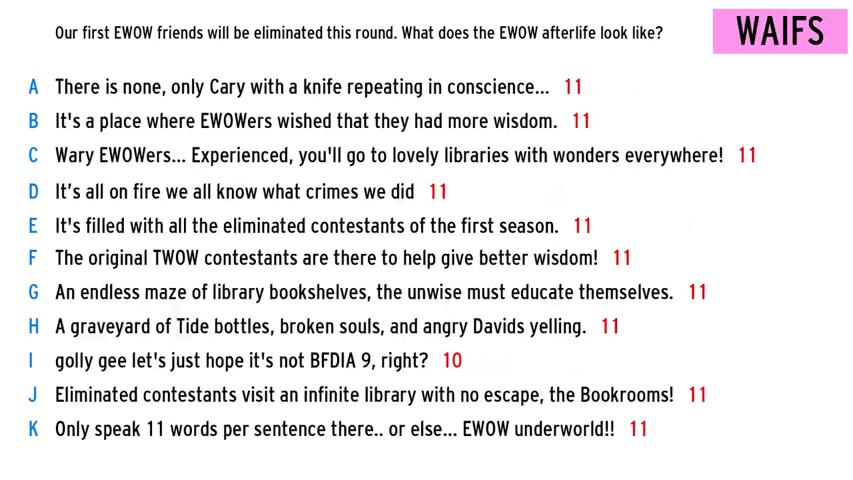 Our first EWOW friends will be eliminated this round. What does the EWOW afterlife look like?
WAIFS
A There is none, only Cary with a knife repeating in conscience... 11
B It's a place where EWOWers wished that they had more wisdom. 11
C Wary EWOWers... Experienced, you'll go to lovely libraries with wonders everywhere! 11
D It’s all on fire we all know what crimes we did 11
E It's filled with all the eliminated contestants of the first season. 11
F The original TWOW contestants are there to help give better wisdom! 11
G An endless maze of library bookshelves, the unwise must educate themselves. 11
H A graveyard of Tide bottles, broken souls, and angry Davids yelling. 11
I golly gee let's just hope it's not BFDIA 9, right? 10
J Eliminated contestants visit an infinite library with no escape, the Bookrooms! 11
K Only speak 11 words per sentence there.. or else... EWOW underworld!! 11